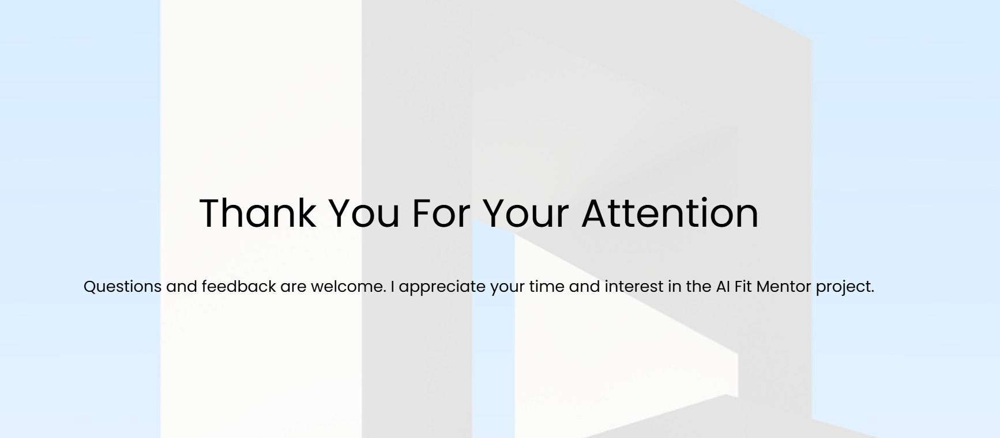 Thank You For Your Attention
Questions and feedback are welcome. I appreciate your time and interest in the AI Fit Mentor project.